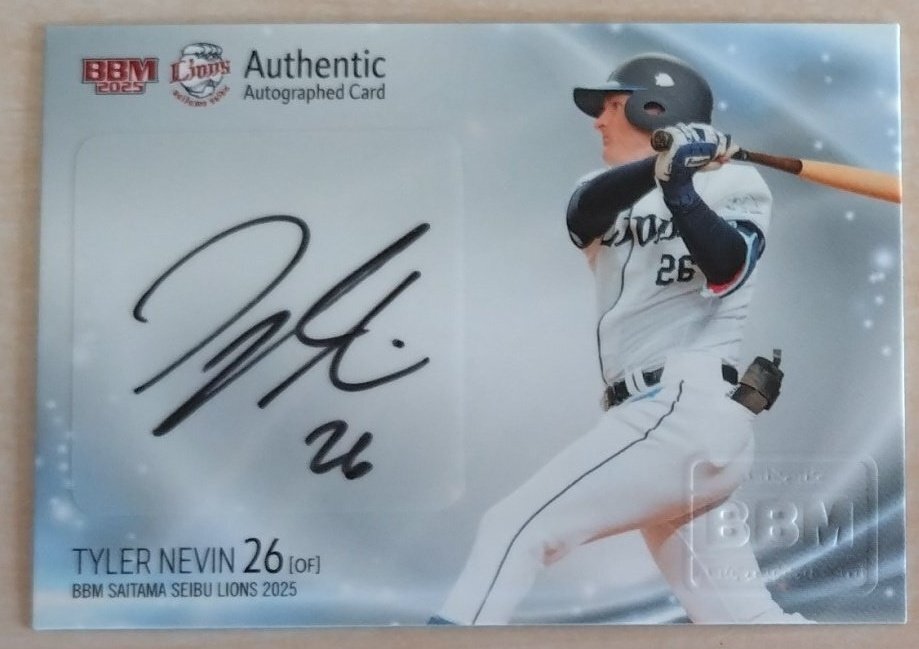 BBM
2025
Lions
Authentic
Autographed Card
26
26
TYLER NEVIN 26 [OF]
BBM SAITAMA SEIBU LIONS 2025
BBM